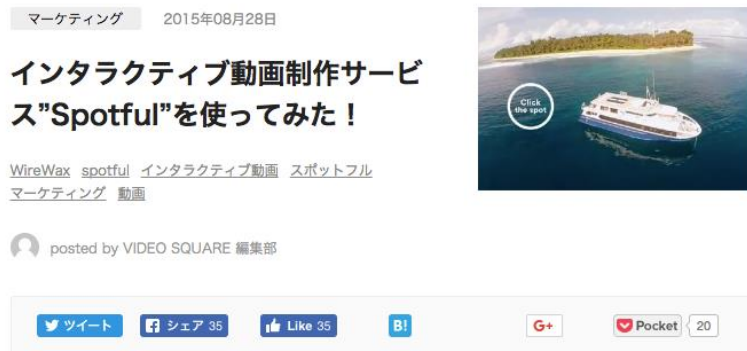 マーケティング 2015年08月28日
インタラクティブ動画制作サービ
ス”Spotful”を使ってみた！
WireWax spotful インタラクティブ動画 スポットフル
マーケティング 動画
posted by VIDEO SQUARE 編集部
Click
the spot
ツイート シェア 35 Like 35 B! G+ Pocket 20